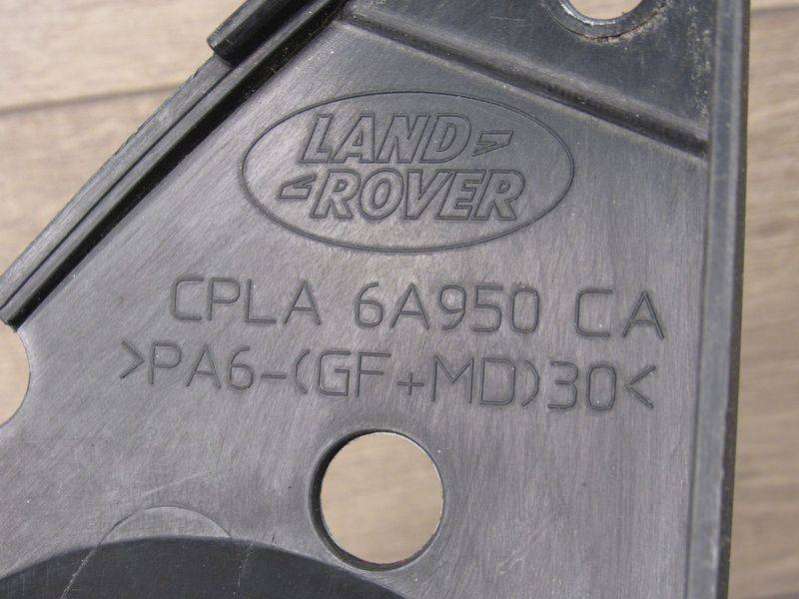 LAND
ROVER
CPLA 6A950 CA
>PA6-(GF+MD)30<